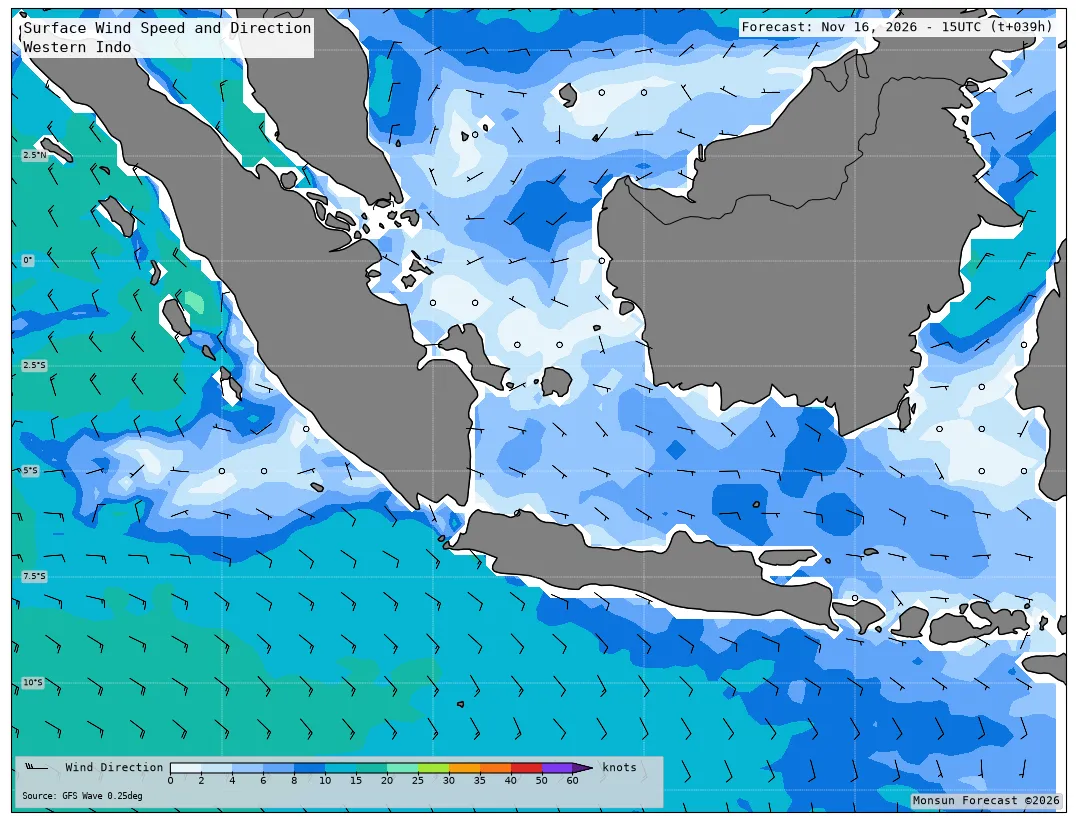 Surface Wind Speed and Direction
Western Indo
Forecast: Nov 16, 2026 - 15UTC (t+039h)
2.5°N
0°
2.5°S
5°S
7.5°S
10°S
Wind Direction
knots
0 2 4 6 8 10 15 20 25 30 35 40 50 60
Source: GFS Wave 0.25deg
Monsun Forecast ©2026